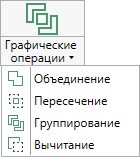 Графические
операции
Объединение
Пересечение
Группирование
Вычитание